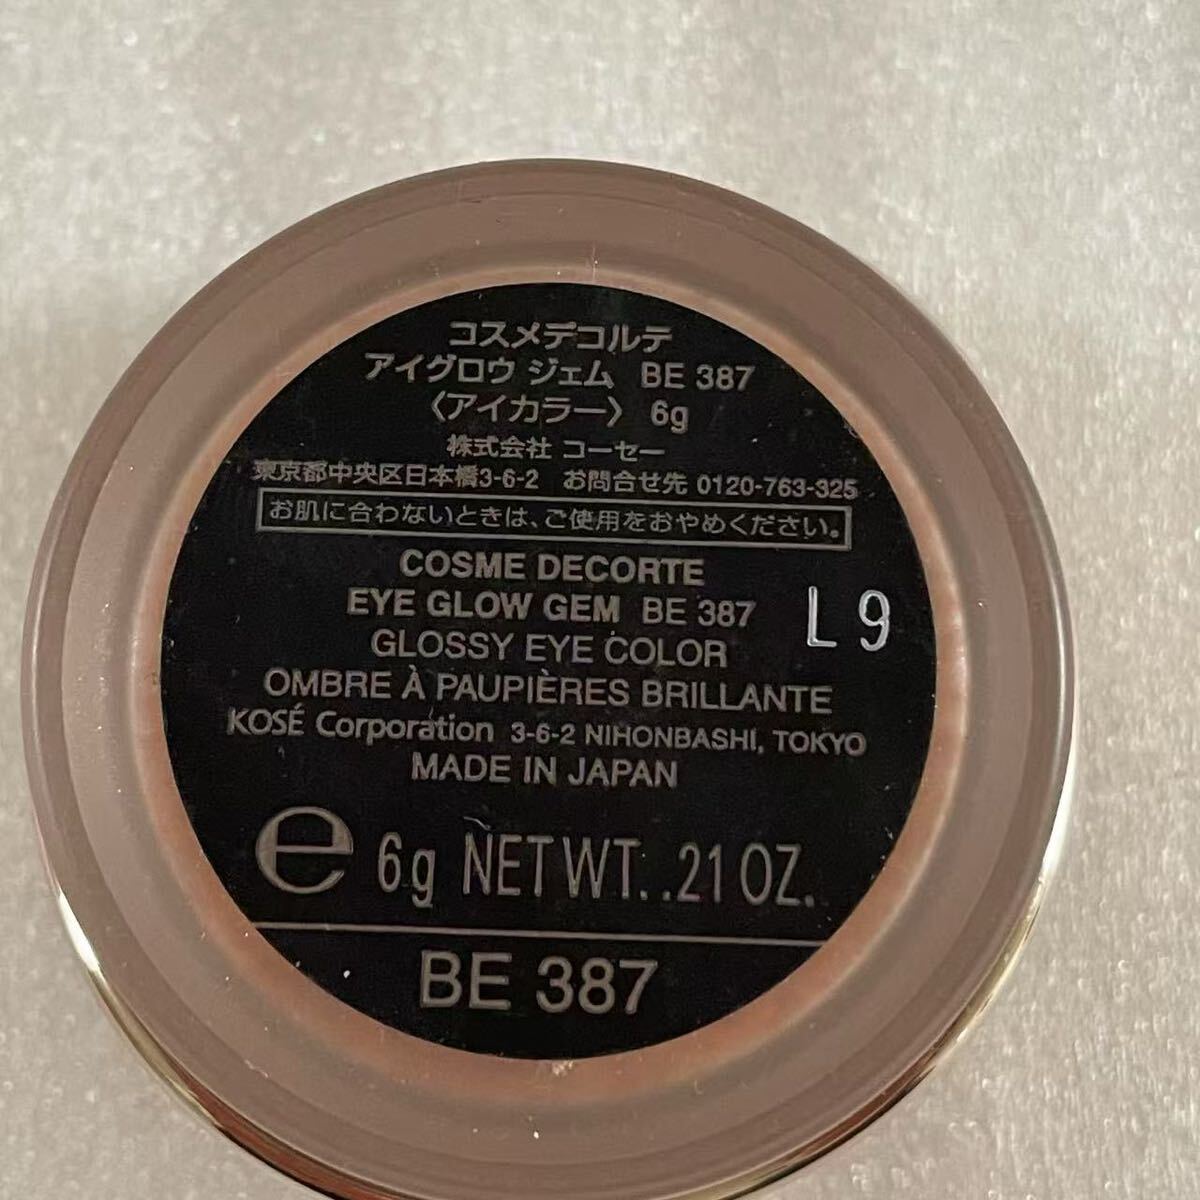 コスメデコルテ
アイグロウ ジェム BE 387
〈アイカラー〉 6g
株式会社 コーセー
東京都中央区日本橋3-6-2 お問合せ先 0120-763-325
お肌に合わないときは、ご使用をおやめください。
COSME DECORTE
EYE GLOW GEM BE 387
L9
GLOSSY EYE COLOR
OMBRE À PAUPIÈRES BRILLANTE
KOSÉ Corporation 3-6-2 NIHONBASHI, TOKYO
MADE IN JAPAN
e 6g NET WT. .21 OZ.
BE 387